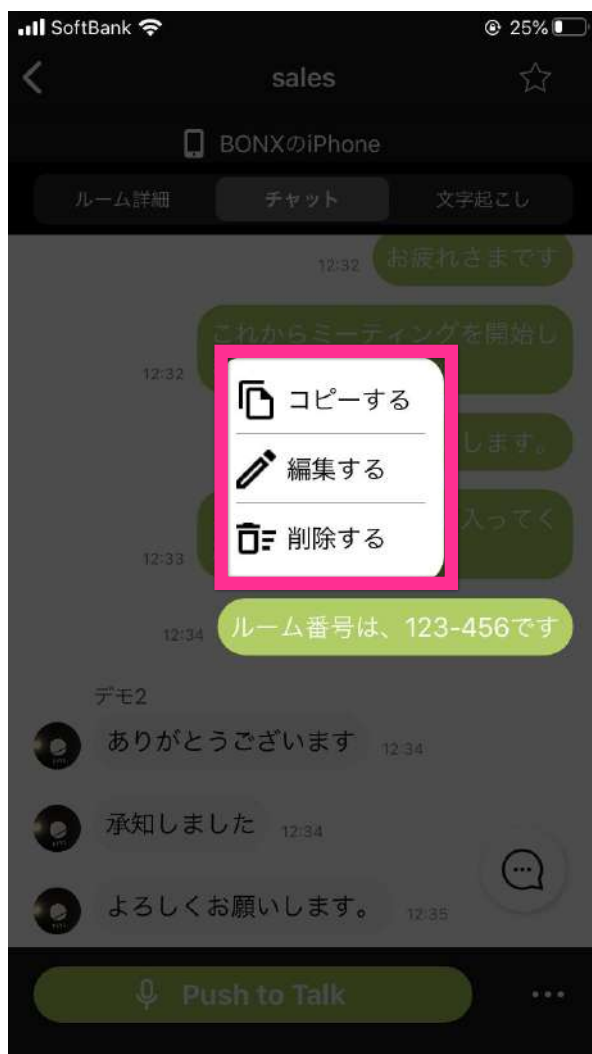 SoftBank 25%
sales
BONXのiPhone
ルーム詳細 チャット 文字起こし
12:32 お疲れさまです
これからミーティングを開始し
12:32
コピーする
編集する
します。
削除する
入ってく
12:33
12:34 ルーム番号は、123-456です
デモ2
ありがとうございます 12:34
承知しました 12:34
よろしくお願いします。 12:35
Push to Talk